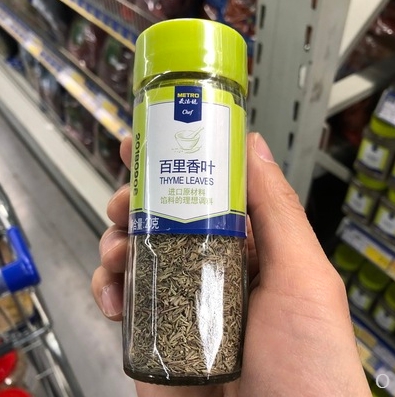 METRO
麦德龙
Chef
百里香叶
THYME LEAVES
进口原材料
馅料的理想调料
20180906